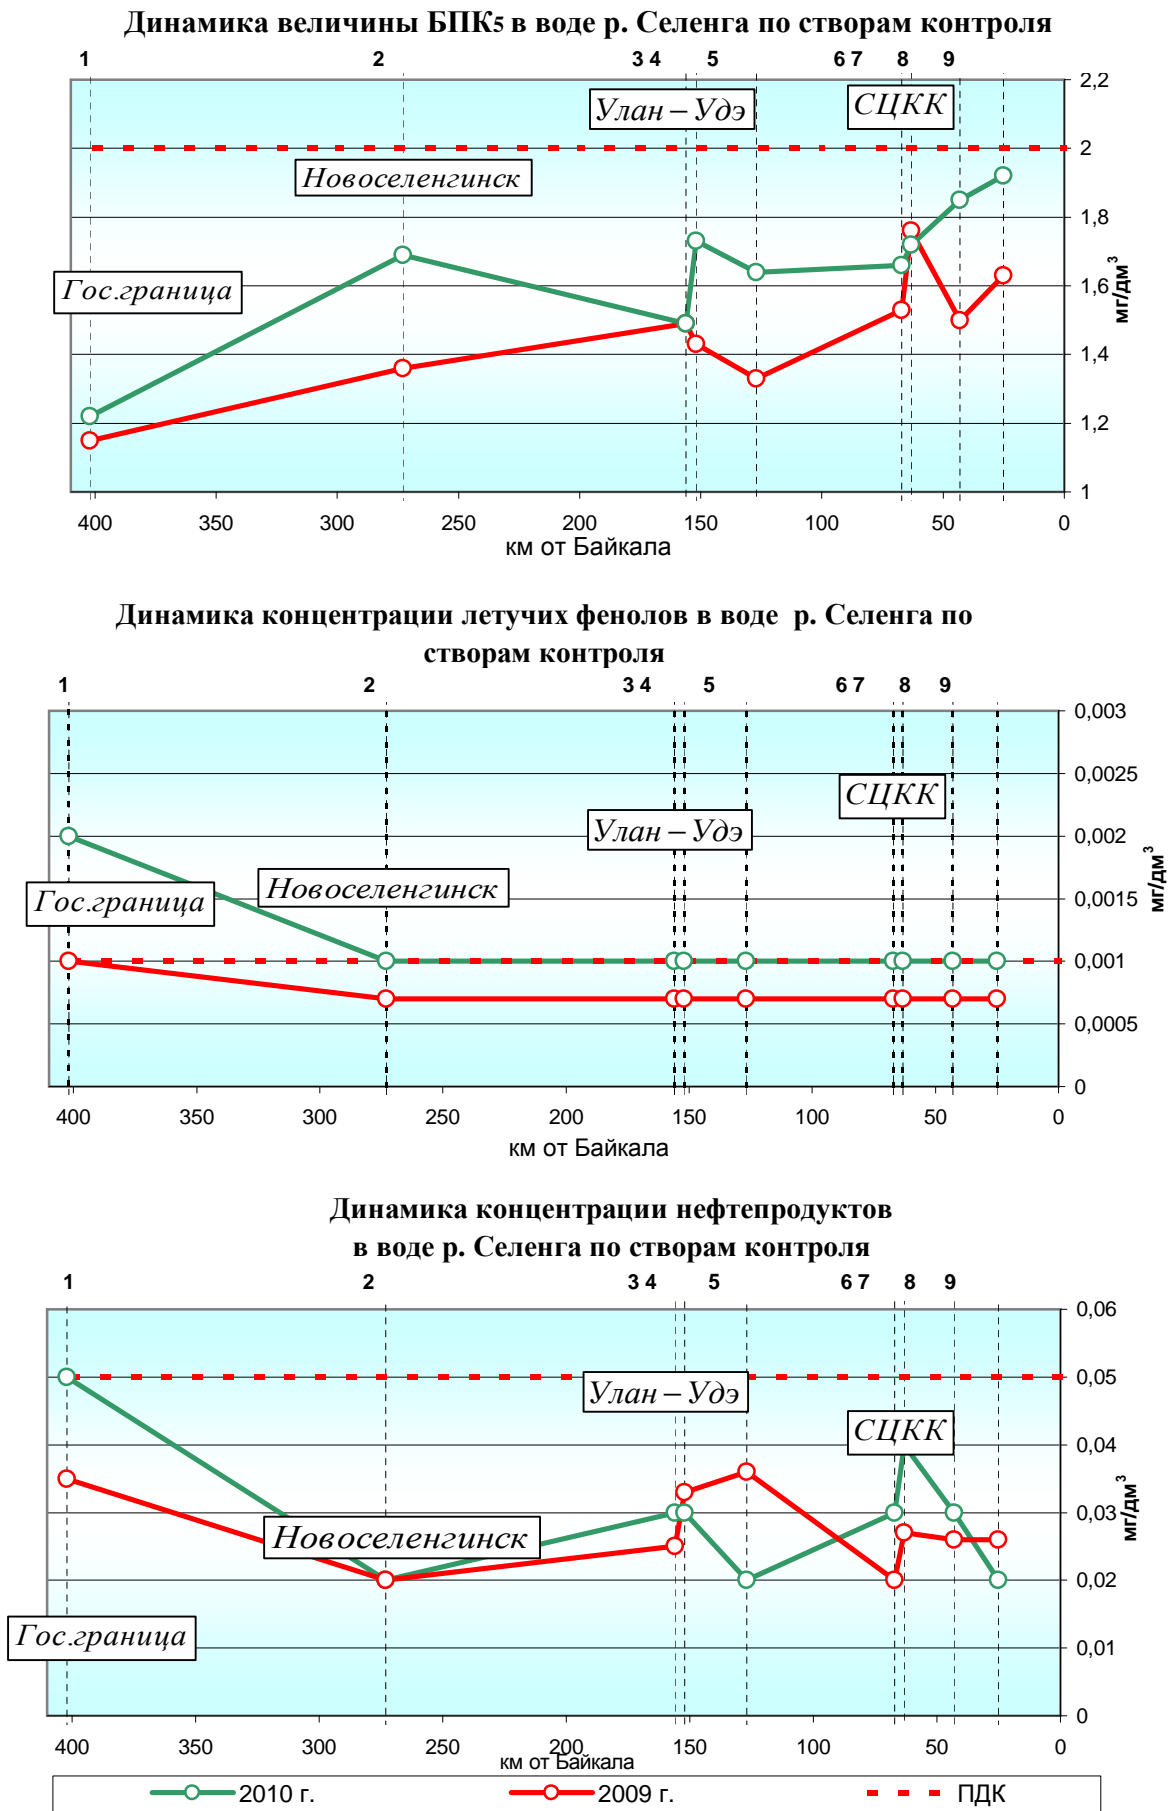 Динамика величины БПК5 в воде р. Селенга по створам контроля
1 2 3 4 5 6 7 8 9
2,2
Улан – Удэ
СЦКК
2
Новоселенгинск
1,8
Гос.граница
1,6
мг/дм³
1,4
1,2
1
400 350 300 250 200 150 100 50 0
км от Байкала
Динамика концентрации летучих фенолов в воде р. Селенга по
створам контроля
1 2 3 4 5 6 7 8 9
0,003
0,0025
СЦКК
Улан – Удэ
0,002
Новоселенгинск
Гос.граница
0,0015
мг/дм³
0,001
0,0005
0
400 350 300 250 200 150 100 50 0
км от Байкала
Динамика концентрации нефтепродуктов
в воде р. Селенга по створам контроля
1 2 3 4 5 6 7 8 9
0,06
0,05
Улан – Удэ
СЦКК
0,04
мг/дм³
0,03
Новоселенгинск
0,02
Гос.граница
0,01
0
400 350 300 250 200 150 100 50 0
км от Байкала
2010 г. 2009 г. ПДК